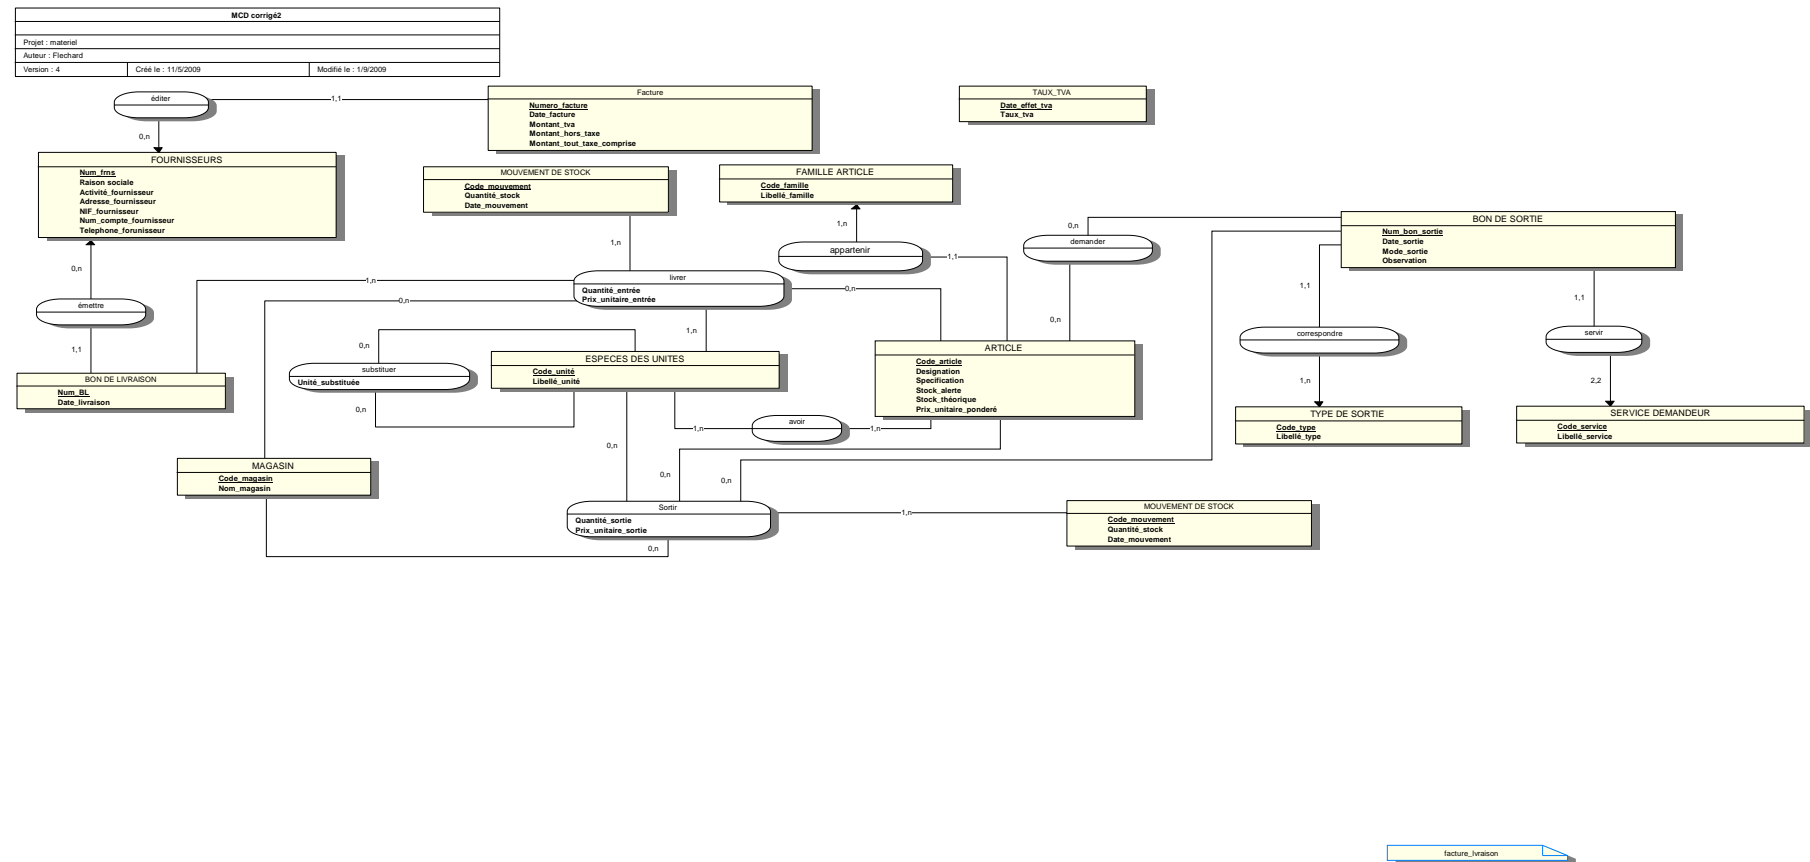 MCD corrigé2
Projet : materiel
Auteur : Flechard
Version : 4
Créé le : 11/5/2009
Modifié le : 1/9/2009
éditer
1,1
0,n
Facture
Numero_facture
Date_facture
Montant_tva
Montant_hors_taxe
Montant_tout_taxe_comprise
TAUX_TVA
Date_effet_tva
Taux_tva
FOURNISSEURS
Num_frns
Raison sociale
Activité_fournisseur
Adresse_fournisseur
NIF_fournisseur
Num_compte_fournisseur
Telephone_forunisseur
MOUVEMENT DE STOCK
Code_mouvement
Quantité_stock
Date_mouvement
FAMILLE ARTICLE
Code_famille
Libellé_famille
1,n
appartenir
1,1
0,n
demander
0,n
BON DE SORTIE
Num_bon_sortie
Date_sortie
Mode_sortie
Observation
1,n
livrer
Quantité_entrée
Prix_unitaire_entrée
1,n
0,n
0,n
1,n
0,n
émettre
1,1
1,1
correspondre
1,n
1,1
servir
2,2
BON DE LIVRAISON
Num_BL
Date_livraison
0,n
substituer
Unité_substituée
0,n
ESPECES DES UNITES
Code_unité
Libellé_unité
ARTICLE
Code_article
Designation
Specification
Stock_alerte
Stock_théorique
Prix_unitaire_ponderé
1,n
avoir
1,n
TYPE DE SORTIE
Code_type
Libellé_type
SERVICE DEMANDEUR
Code_service
Libellé_service
MAGASIN
Code_magasin
Nom_magasin
0,n
0,n
0,n
Sortir
Quantité_sortie
Prix_unitaire_sortie
1,n
0,n
MOUVEMENT DE STOCK
Code_mouvement
Quantité_stock
Date_mouvement
facture_lvraison